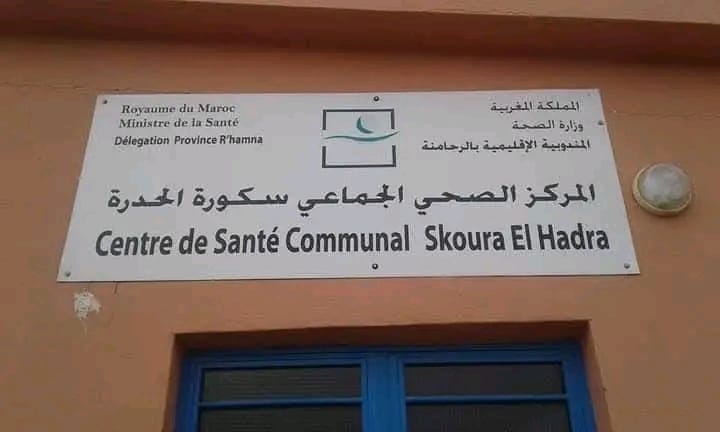 Royaume du Maroc
Ministre de la Santé
Délegation Province R'hamna
المملكة المغربية
وزارة الصحة
المندوبية الإقليمية بالرحامنة
المركز الصحي الجماعي سكورة الحدرة
Centre de Santé Communal Skoura El Hadra